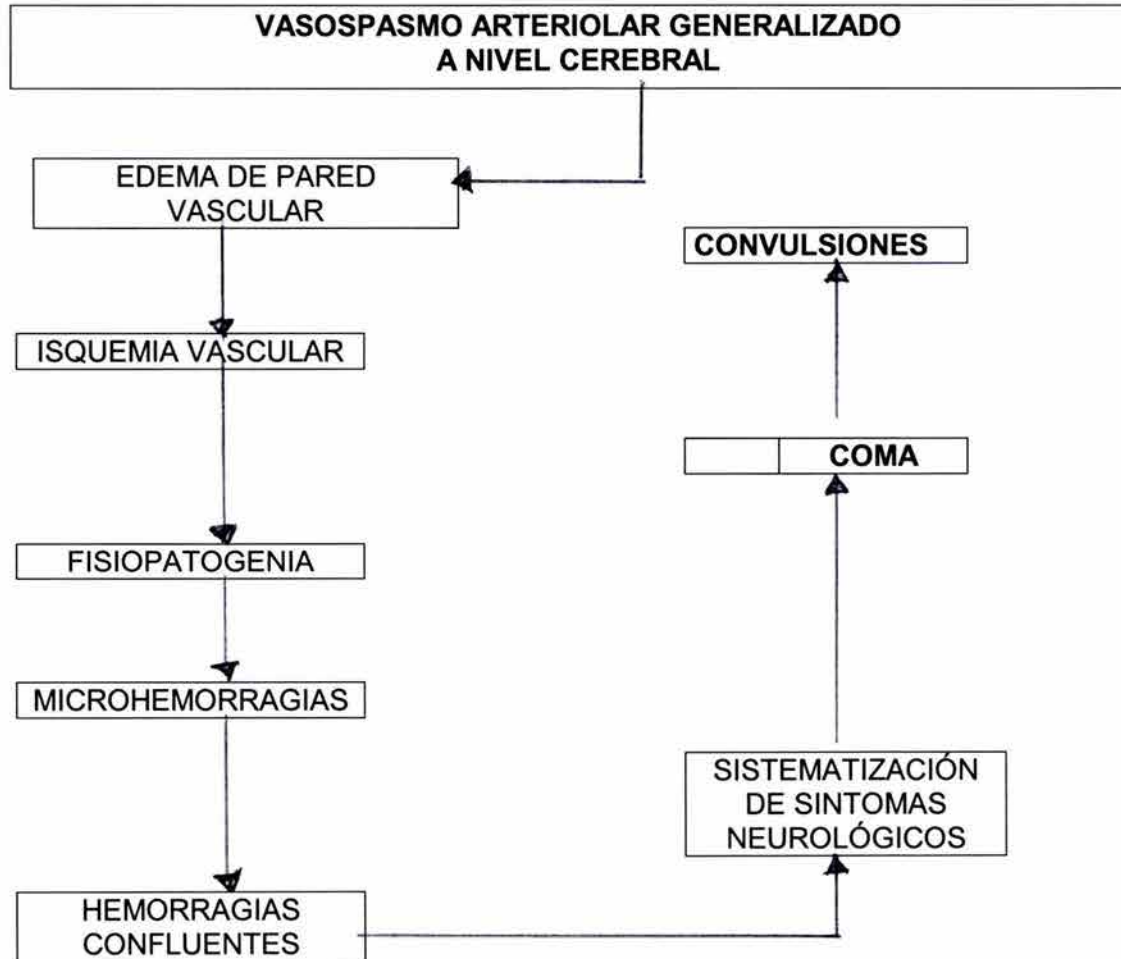 VASOSPASMO ARTERIOLAR GENERALIZADO
A NIVEL CEREBRAL
EDEMA DE PARED
VASCULAR
ISQUEMIA VASCULAR
FISIOPATOGENIA
MICROHEMORRAGIAS
HEMORRAGIAS
CONFLUENTES
SISTEMATIZACIÓN
DE SINTOMAS
NEUROLÓGICOS
COMA
CONVULSIONES